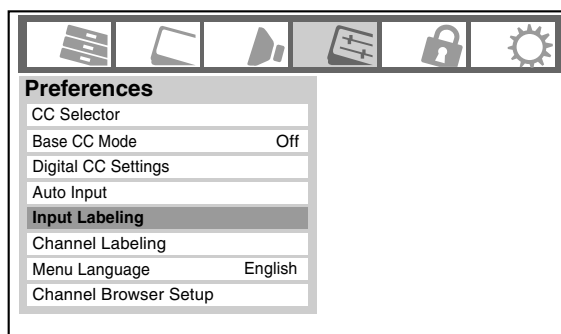 Preferences
CC Selector
Base CC Mode Off
Digital CC Settings
Auto Input
Input Labeling
Channel Labeling
Menu Language English
Channel Browser Setup